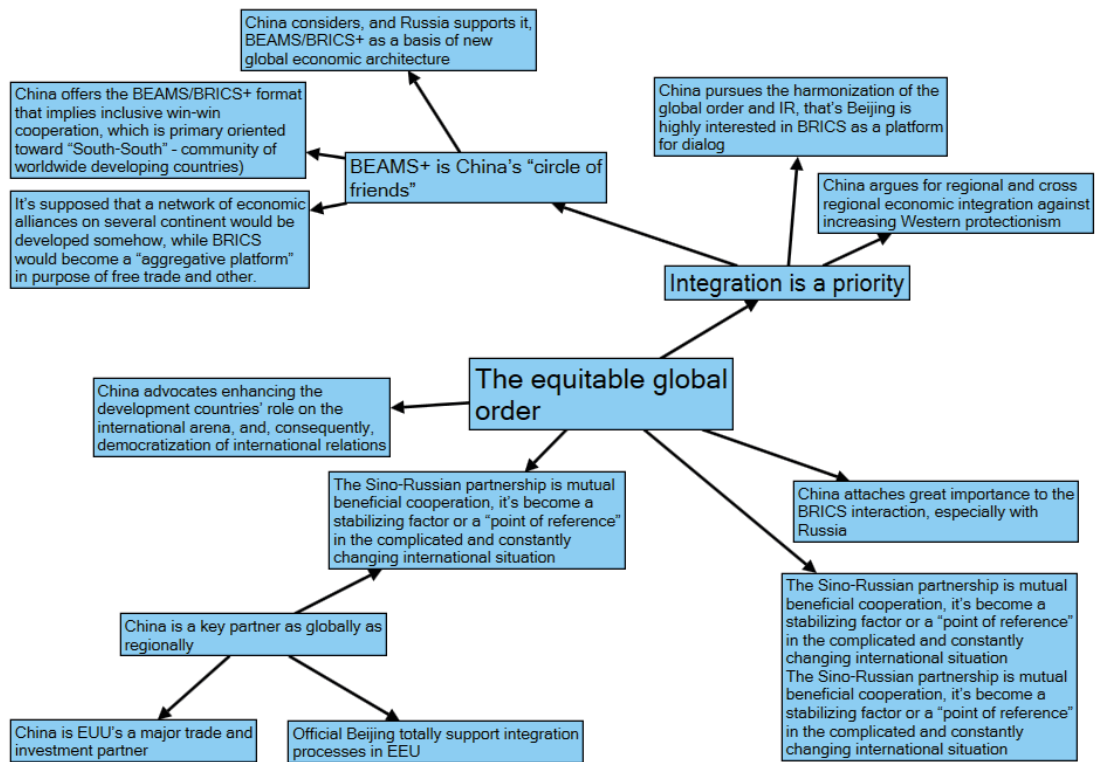 China considers, and Russia supports it,
BEAMS/BRICS+ as a basis of new
global economic architecture
China offers the BEAMS/BRICS+ format
that implies inclusive win-win
cooperation, which is primary oriented
toward “South-South” - community of
worldwide developing countries)
China pursues the harmonization of the
global order and IR, that’s Beijing is
highly interested in BRICS as a platform
for dialog
BEAMS+ is China’s “circle of
friends”
China argues for regional and cross
regional economic integration against
increasing Western protectionism
It’s supposed that a network of economic
alliances on several continent would be
developed somehow, while BRICS
would become a “aggregative platform”
in purpose of free trade and other.
Integration is a priority
The equitable global
order
China advocates enhancing the
development countries’ role on the
international arena, and, consequently,
democratization of international relations
The Sino-Russian partnership is mutual
beneficial cooperation, it’s become a
stabilizing factor or a “point of reference”
in the complicated and constantly
changing international situation
China attaches great importance to the
BRICS interaction, especially with
Russia
The Sino-Russian partnership is mutual
beneficial cooperation, it’s become a
stabilizing factor or a “point of reference”
in the complicated and constantly
changing international situation
The Sino-Russian partnership is mutual
beneficial cooperation, it’s become a
stabilizing factor or a “point of reference”
in the complicated and constantly
changing international situation
China is a key partner as globally as
regionally
China is EUU’s a major trade and
investment partner
Official Beijing totally support integration
processes in EEU